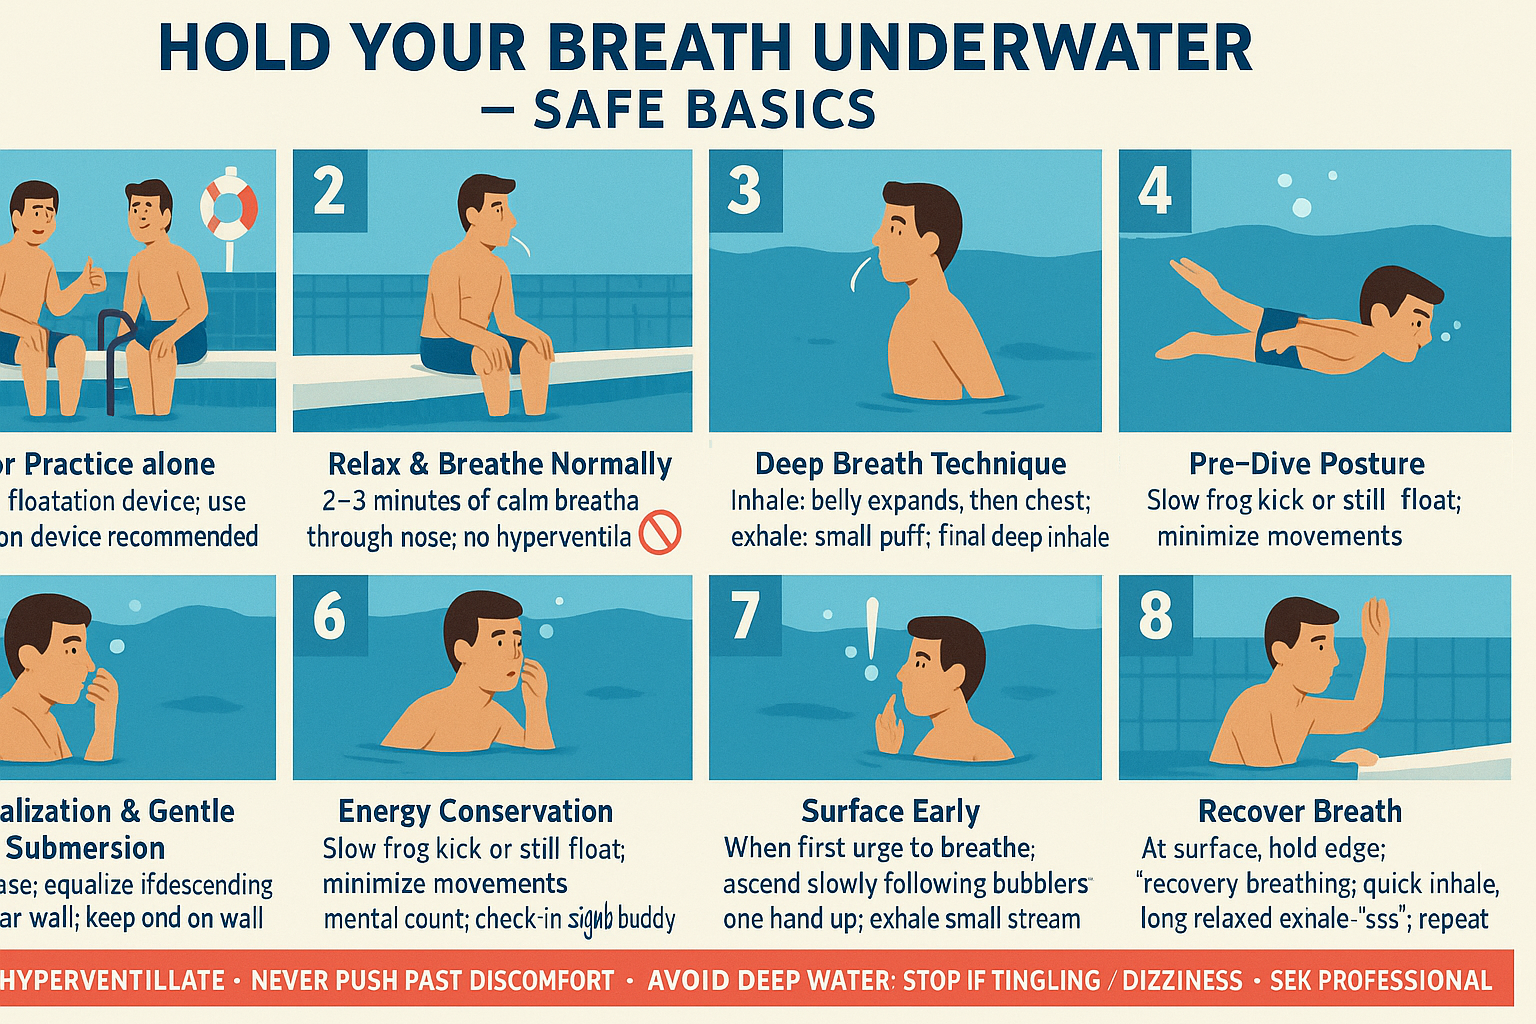 HOLD YOUR BREATH UNDERWATER
– SAFE BASICS
or Practice alone
floatation device; use
on device recommended
2
Relax & Breathe Normally
2–3 minutes of calm breatha
through nose; no hyperventila
3
Deep Breath Technique
Inhale: belly expands, then chest;
exhale: small puff; final deep inhale
4
Pre–Dive Posture
Slow frog kick or still float;
minimize movements
alization & Gentle
Submersion
ase; equalize ifdescending
ar wall; keep ond on wall
6
Energy Conservation
Slow frog kick or still float;
minimize movements
mental count; check-in buddy
7
Surface Early
When first urge to breathe;
ascend slowly following bubblers
one hand up; exhale small stream
8
Recover Breath
At surface, hold edge;
"recovery breathing; quick inhale,
long relaxed exhale-"sss"; repeat
HYPERVENTILLATE • NEVER PUSH PAST DISCOMFORT • AVOID DEEP WATER: STOP IF TINGLING / DIZZINESS • SEK PROFESSIONAL